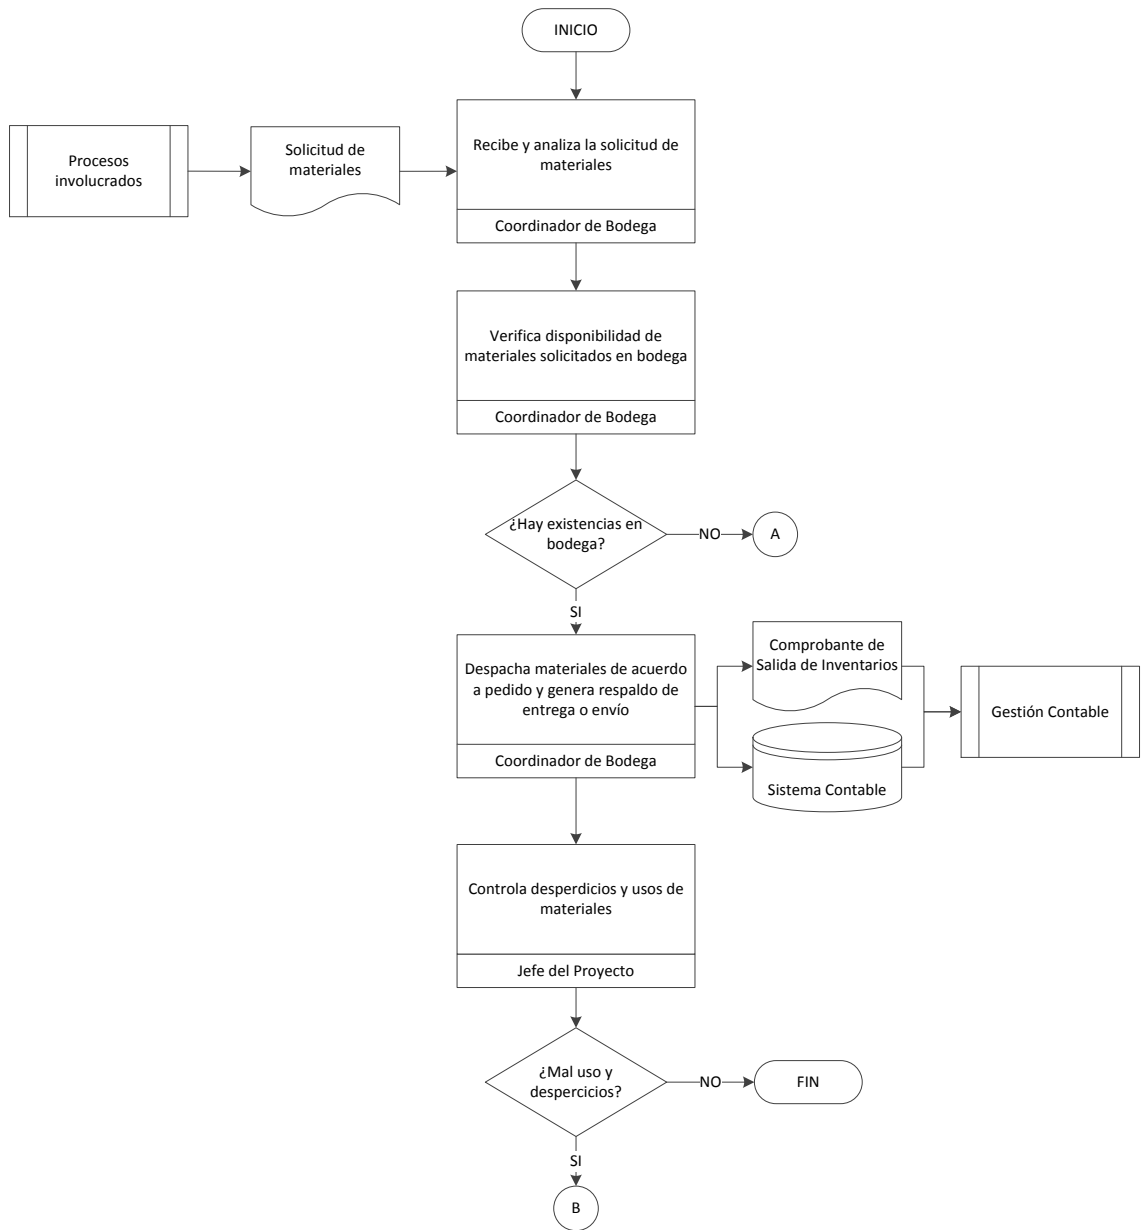 INICIO
Procesos
involucrados
Solicitud de
materiales
Recibe y analiza la solicitud de
materiales
Coordinador de Bodega
Verifica disponibilidad de
materiales solicitados en bodega
Coordinador de Bodega
¿Hay existencias en
bodega?
NO
A
SI
Despacha materiales de acuerdo
a pedido y genera respaldo de
entrega o envío
Coordinador de Bodega
Comprobante de
Salida de Inventarios
Sistema Contable
Gestión Contable
Controla desperdicios y usos de
materiales
Jefe del Proyecto
¿Mal uso y
despercicios?
NO
FIN
SI
B